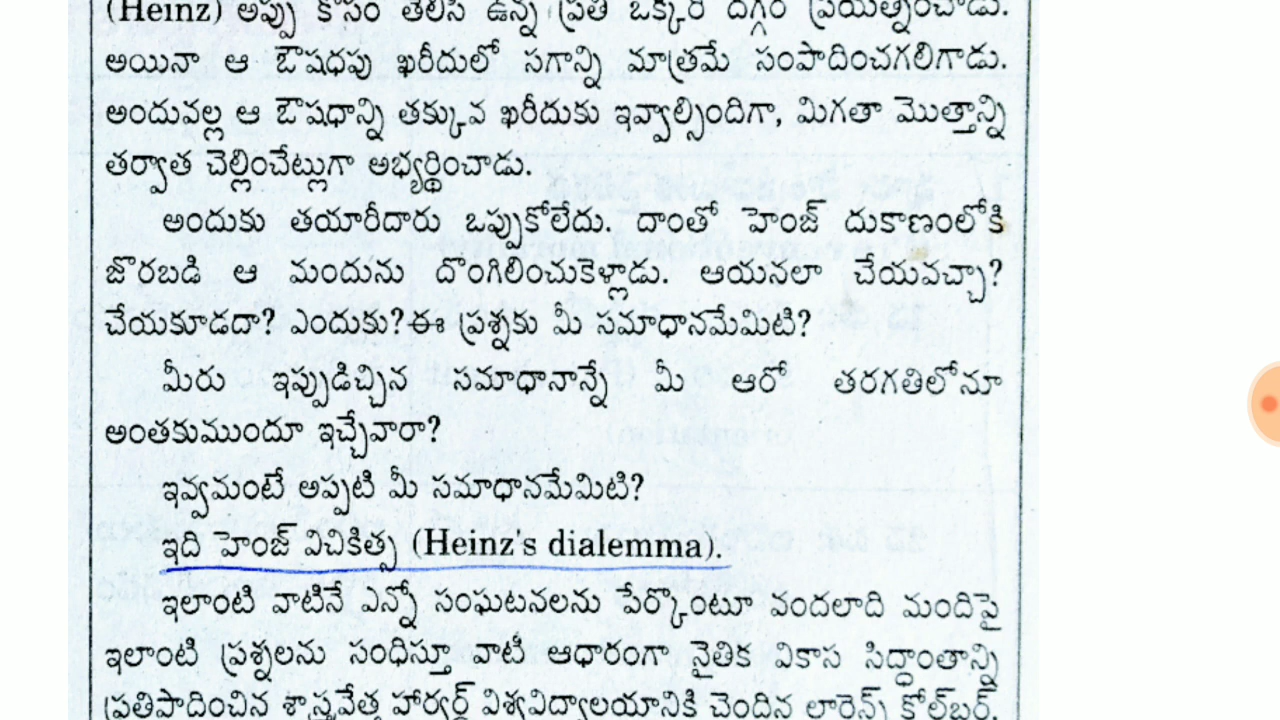 (Heinz) అప్పు కోసం తెలిసి ఉన్న ప్రతి ఒక్కరి దగ్గర ప్రయత్నించాడు.
అయినా ఆ ఔషధపు ఖరీదులో సగాన్ని మాత్రమే సంపాదించగలిగాడు.
అందువల్ల ఆ ఔషధాన్ని తక్కువ ఖరీదుకు ఇవ్వాల్సిందిగా, మిగతా మొత్తాన్ని
తర్వాత చెల్లించేట్లుగా అభ్యర్థించాడు.
అందుకు తయారీదారు ఒప్పుకోలేదు. దాంతో హెంజ్ దుకాణంలోకి
జొరబడి ఆ మందును దొంగిలించుకెళ్లాడు. ఆయనలా చేయవచ్చా?
చేయకూడదా? ఎందుకు? ఈ ప్రశ్నకు మీ సమాధానమేమిటి?
మీరు ఇప్పుడిచ్చిన సమాధానాన్నే మీ ఆరో తరగతిలోనూ
అంతకుముందూ ఇచ్చేవారా?
ఇవ్వమంటే అప్పటి మీ సమాధానమేమిటి?
ఇది హెంజ్ విచికిత్స (Heinz's dialemma).
ఇలాంటి వాటినే ఎన్నో సంఘటనలను పేర్కొంటూ వందలాది మందిపై
ఇలాంటి ప్రశ్నలను సంధిస్తూ వాటి ఆధారంగా నైతిక వికాస సిద్ధాంతాన్ని
ప్రతిపాదించిన శాస్త్రవేత్త హార్వర్డ్ విశ్వవిద్యాలయానికి చెందిన లారెన్స్ కోల్‌బర్గ్.